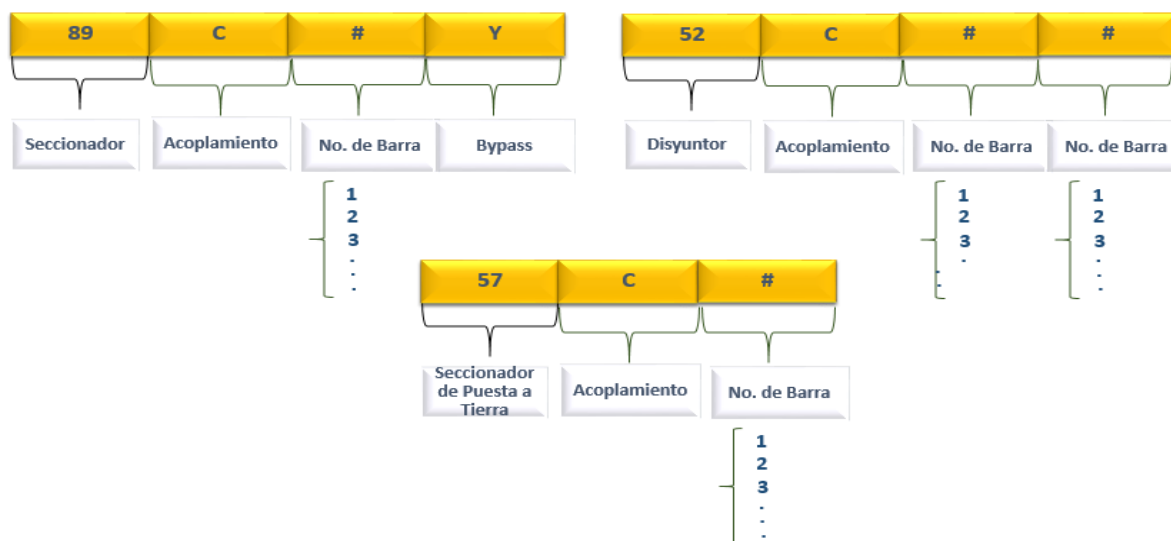 89 C # Y
52 C # #
Seccionador Acoplamiento No. de Barra Bypass
Disyuntor Acoplamiento No. de Barra No. de Barra
1 1 1
2 2 2
3 3 3
. . .
. . .
. . .
57 C #
Seccionador
de Puesta a
Tierra
Acoplamiento No. de Barra
1
2
3
.
.
.